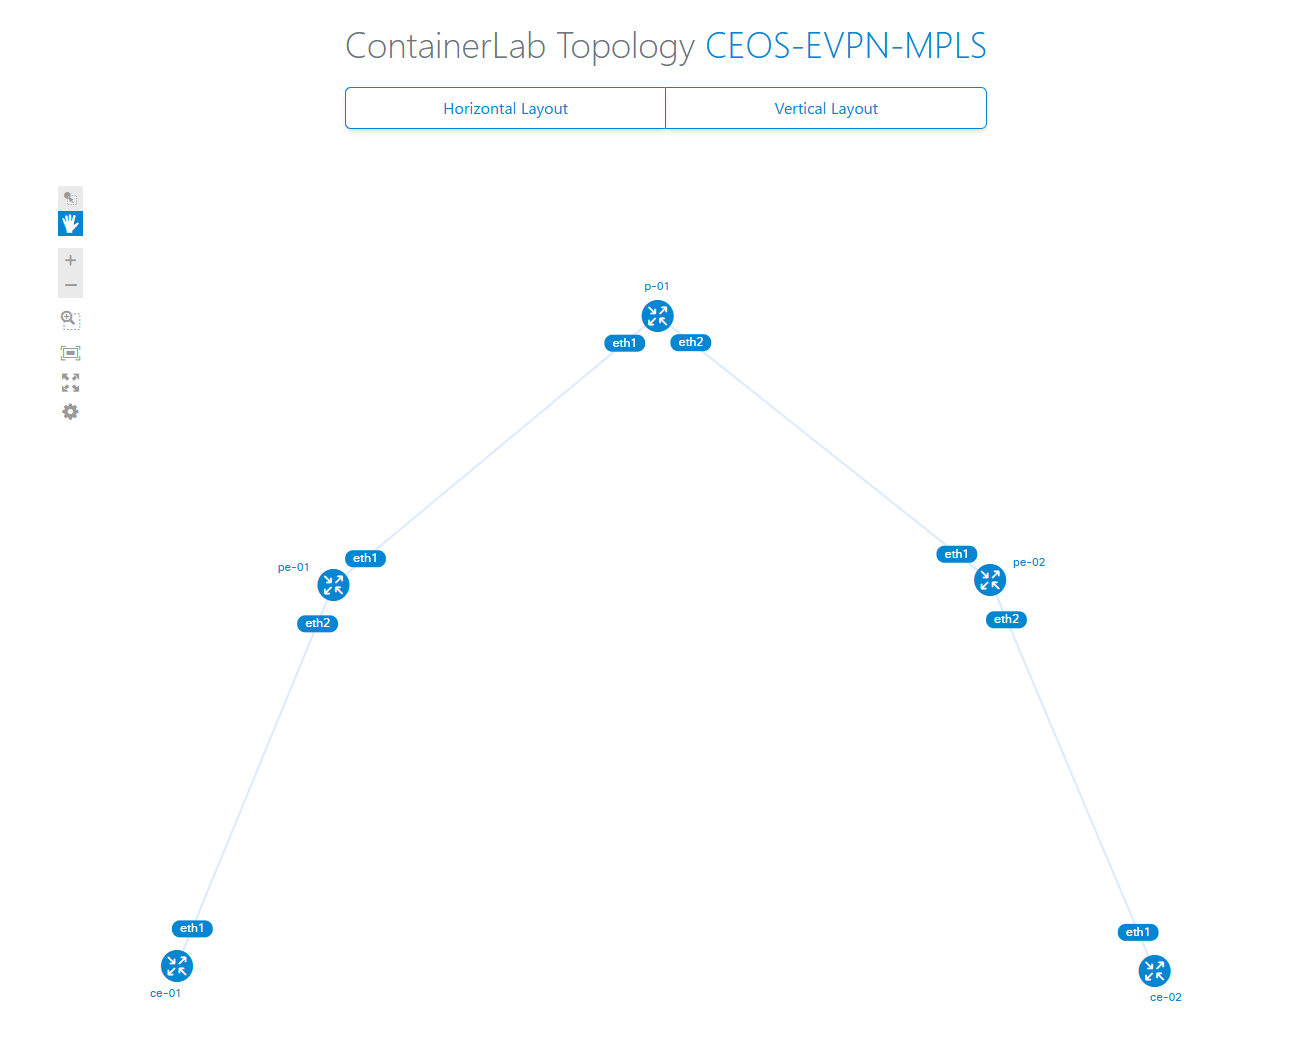 ContainerLab Topology CEOS-EVPN-MPLS
Horizontal Layout
Vertical Layout
p-01
eth1
eth2
eth1
pe-01
eth2
eth1
pe-02
eth2
eth1
ce-01
eth1
ce-02